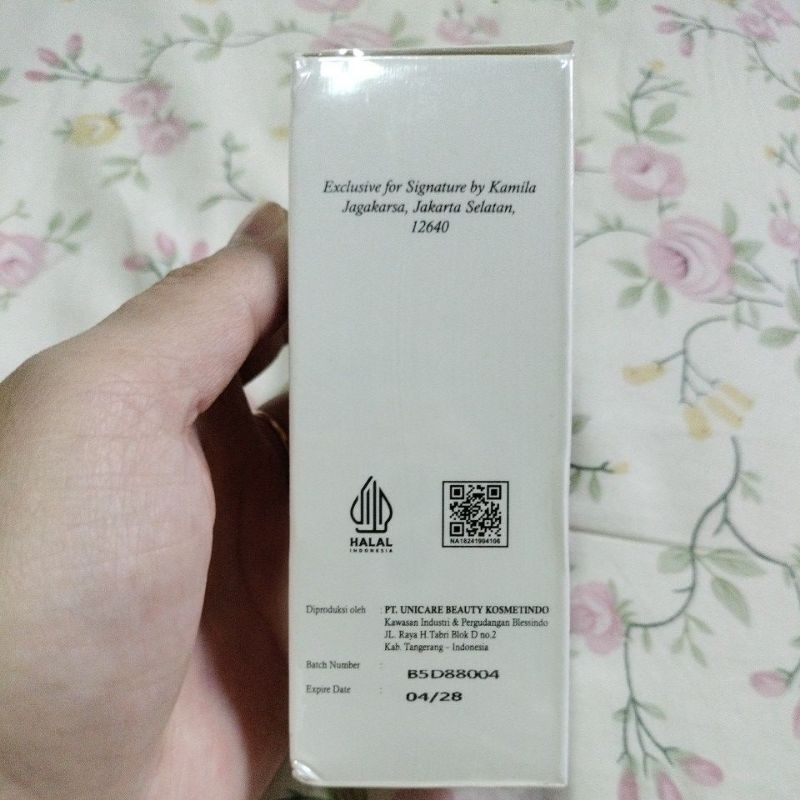 Exclusive for Signature by Kamila
Jagakarsa, Jakarta Selatan,
12640
HALAL
INDONESIA
NA18241904106
Diproduksi oleh : PT. UNICARE BEAUTY KOSMETINDO
Kawasan Industri & Pergudangan Blessindo
JL. Raya H.Tabri Blok D no.2
Kab. Tangerang - Indonesia
Batch Number : B5D88004
Expire Date : 04/28